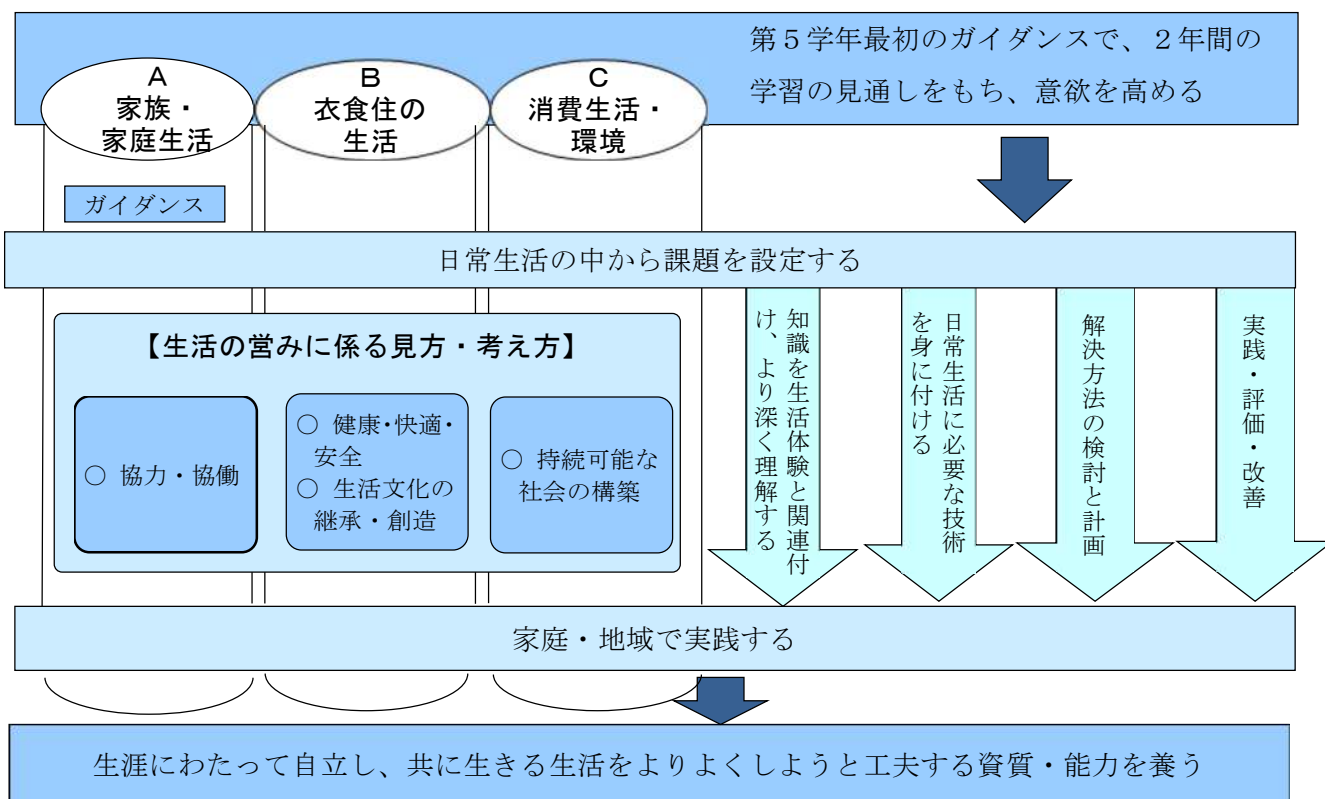 第５学年最初のガイダンスで、２年間の
学習の見通しをもち、意欲を高める
A
家族・
家庭生活
B
衣食住の
生活
C
消費生活・
環境
ガイダンス
日常生活の中から課題を設定する
【生活の営みに係る見方・考え方】
○ 協力・協働
○ 健康・快適・
安全
○ 生活文化の
継承・創造
○ 持続可能な
社会の構築
知識を生活体験と関連付
け、より深く理解する
日常生活に必要な技術
を身に付ける
解決方法の検討と計画
実践・評価・改善
家庭・地域で実践する
生涯にわたって自立し、共に生きる生活をよりよくしようと工夫する資質・能力を養う